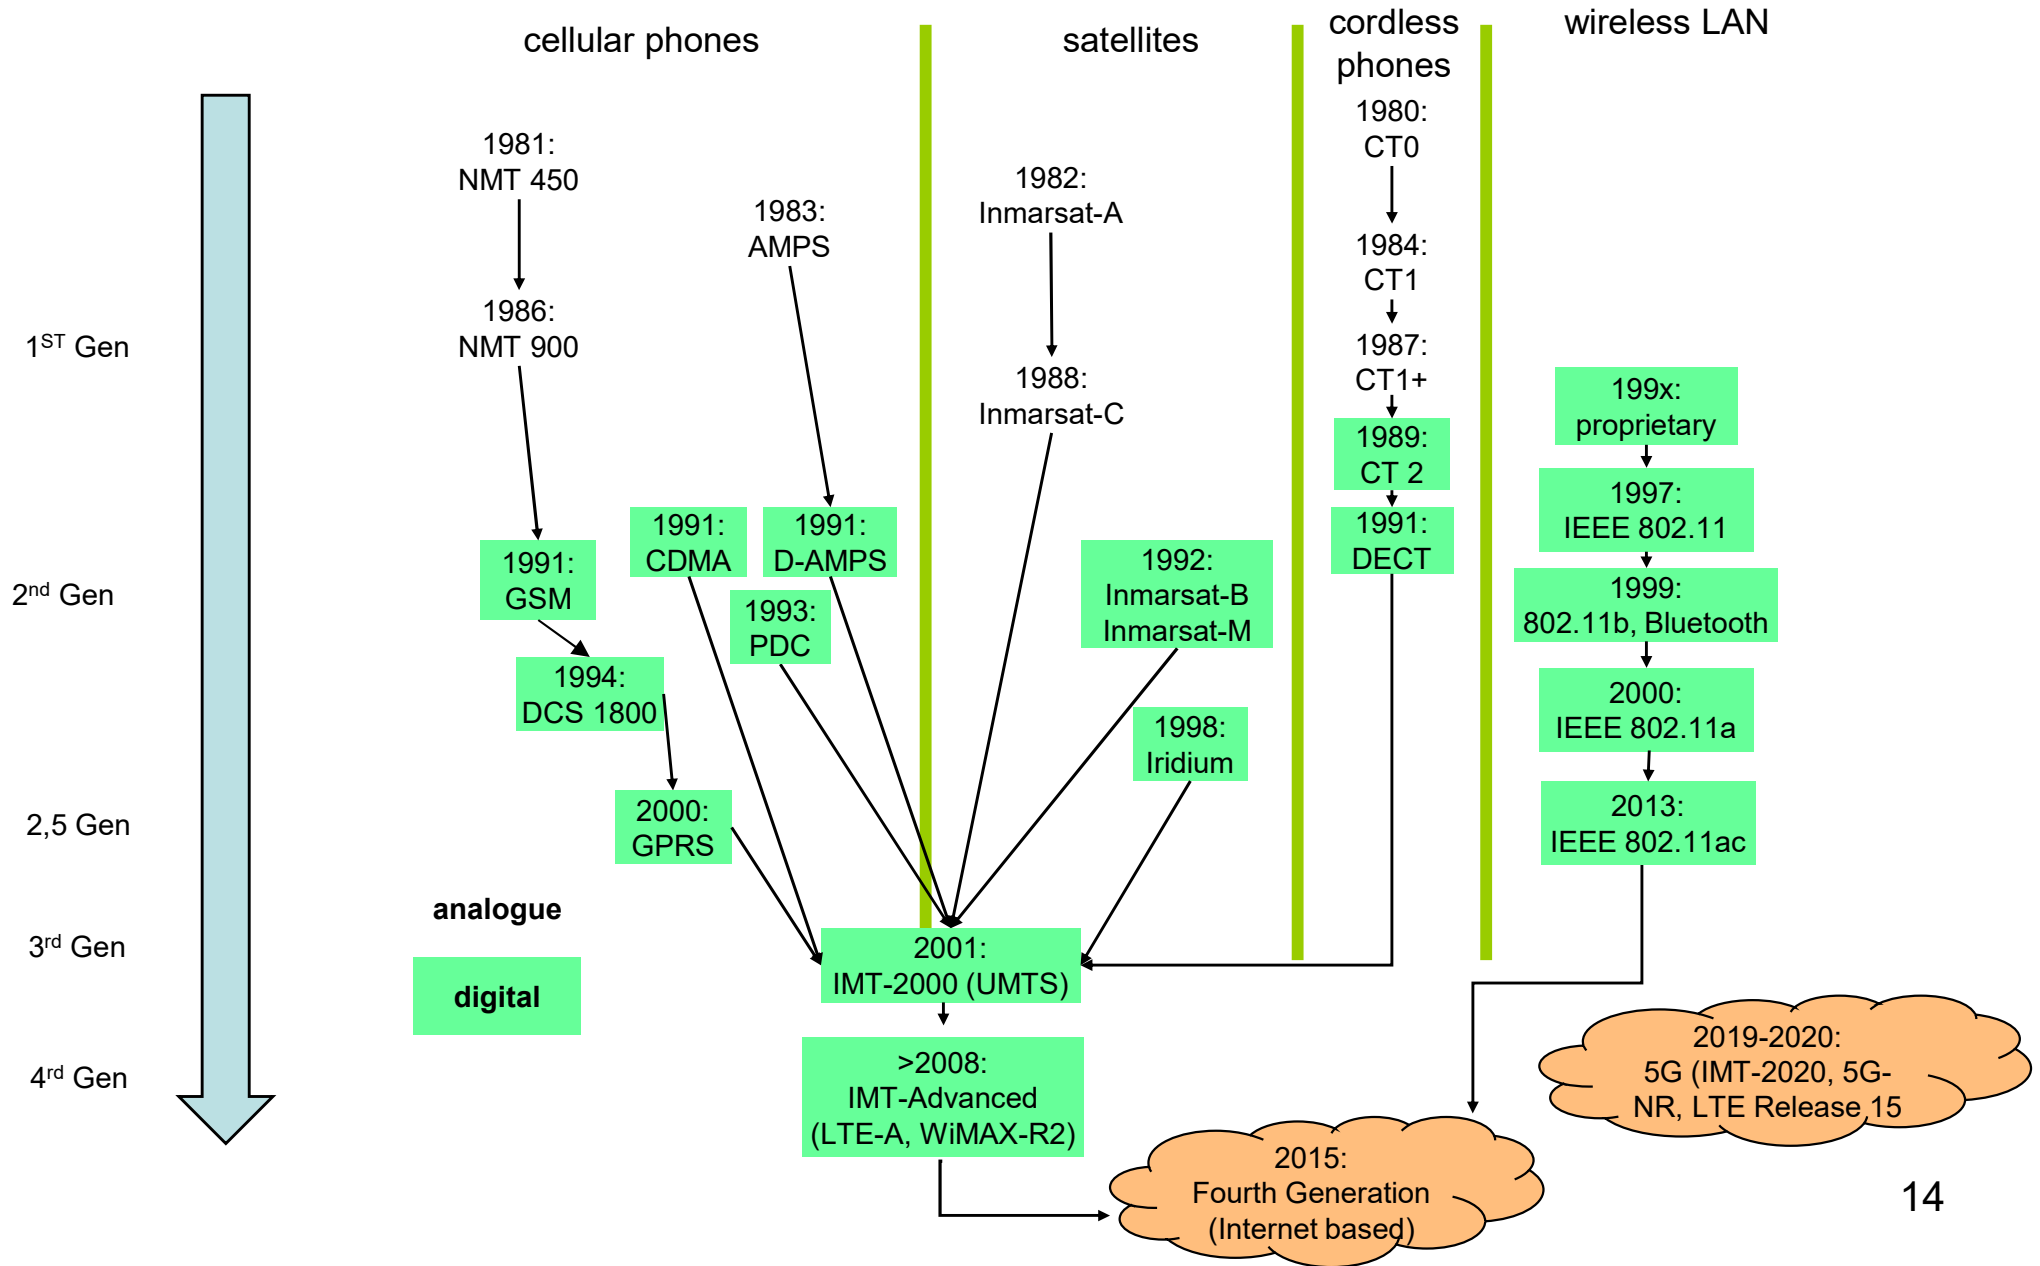 cellular phones
satellites
cordless
phones
wireless LAN
1981:
NMT 450
1986:
NMT 900
1983:
AMPS
1991:
GSM
1991:
CDMA
1991:
D-AMPS
1993:
PDC
1994:
DCS 1800
2000:
GPRS
1982:
Inmarsat-A
1988:
Inmarsat-C
1992:
Inmarsat-B
Inmarsat-M
1998:
Iridium
1980:
CT0
1984:
CT1
1987:
CT1+
1989:
CT 2
1991:
DECT
199x:
proprietary
1997:
IEEE 802.11
1999:
802.11b, Bluetooth
2000:
IEEE 802.11a
2013:
IEEE 802.11ac
1ST Gen
2nd Gen
2,5 Gen
3rd Gen
4rd Gen
analogue
digital
2001:
IMT-2000 (UMTS)
>2008:
IMT-Advanced
(LTE-A, WiMAX-R2)
2015:
Fourth Generation
(Internet based)
2019-2020:
5G (IMT-2020, 5G-
NR, LTE Release 15
14